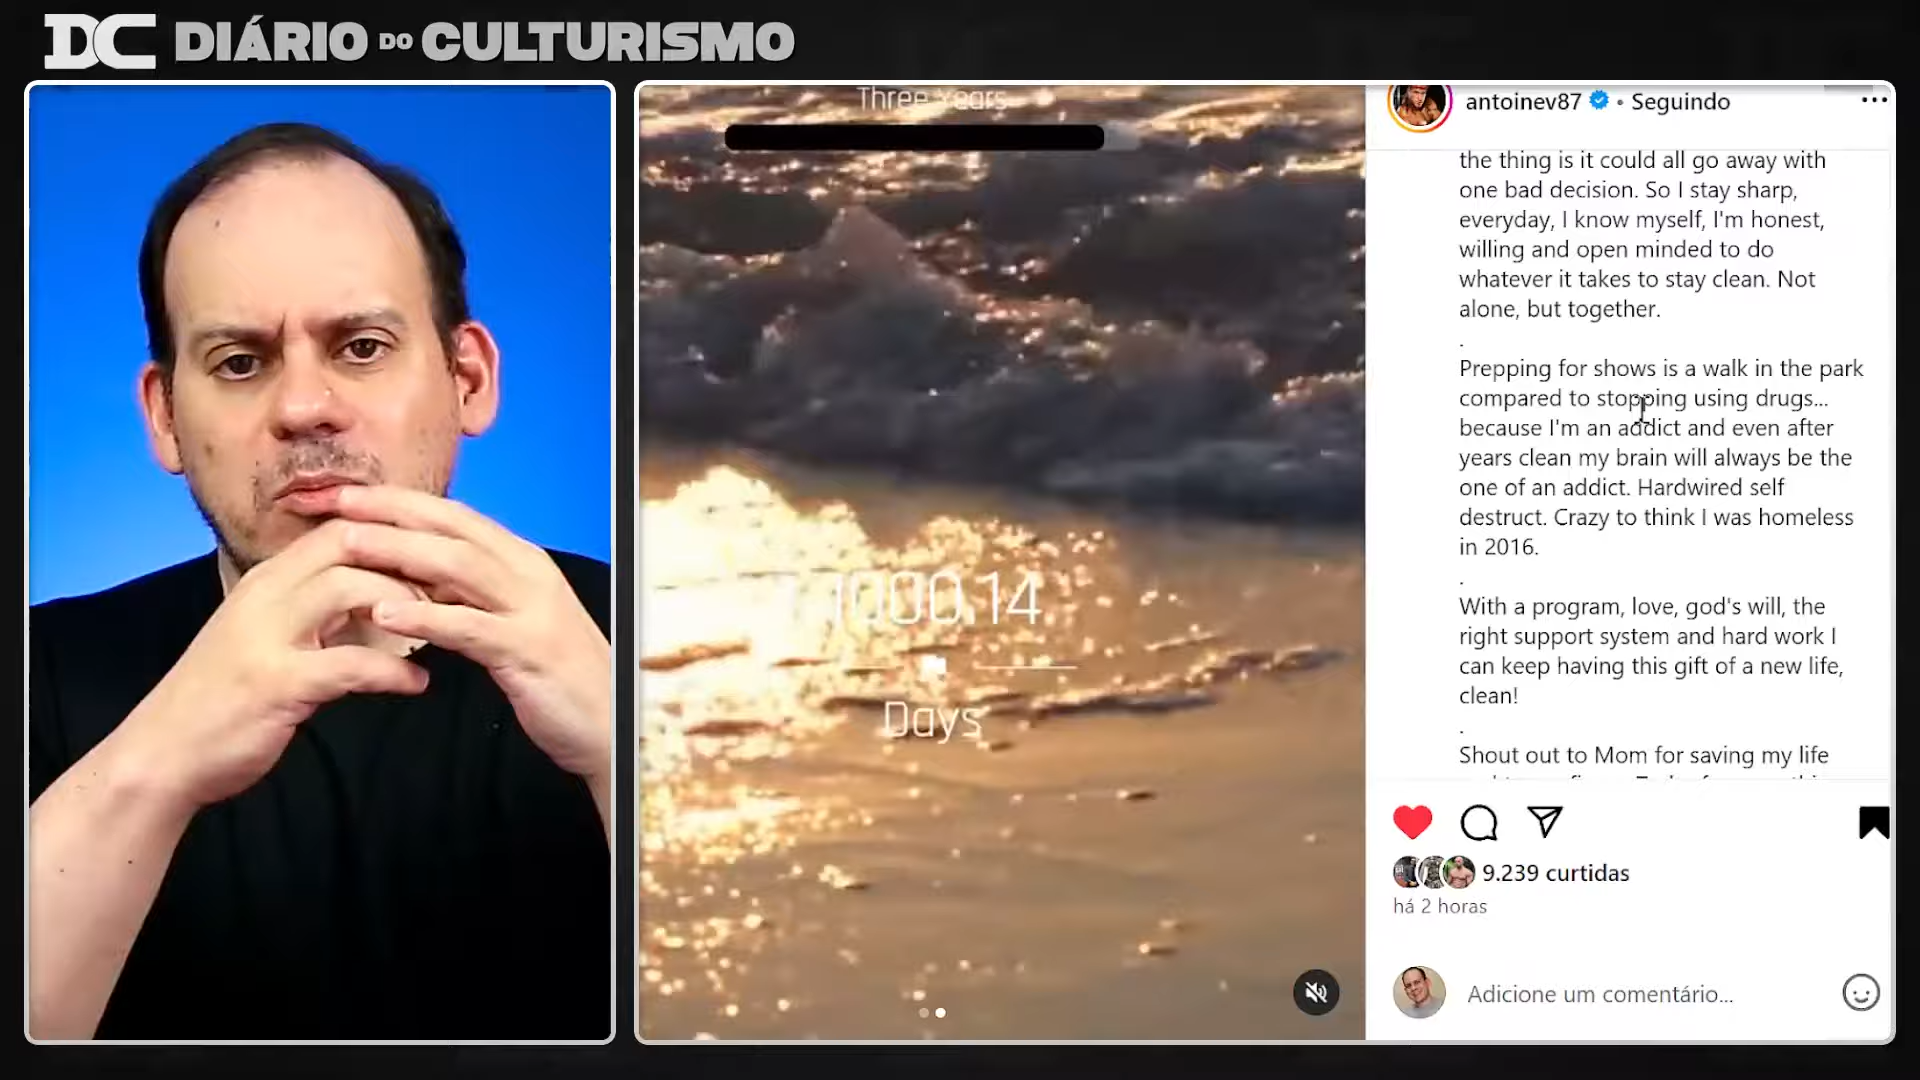 DC DIÁRIO DO CULTURISMO
Three Years
1000.14
Days
antoinev87 • Seguindo
the thing is it could all go away with
one bad decision. So I stay sharp,
everyday, I know myself, I'm honest,
willing and open minded to do
whatever it takes to stay clean. Not
alone, but together.
.
Prepping for shows is a walk in the park
compared to stopping using drugs...
because I'm an addict and even after
years clean my brain will always be the
one of an addict. Hardwired self
destruct. Crazy to think I was homeless
in 2016.
.
With a program, love, god's will, the
right support system and hard work I
can keep having this gift of a new life,
clean!
.
Shout out to Mom for saving my life
9.239 curtidas
há 2 horas
Adicione um comentário...